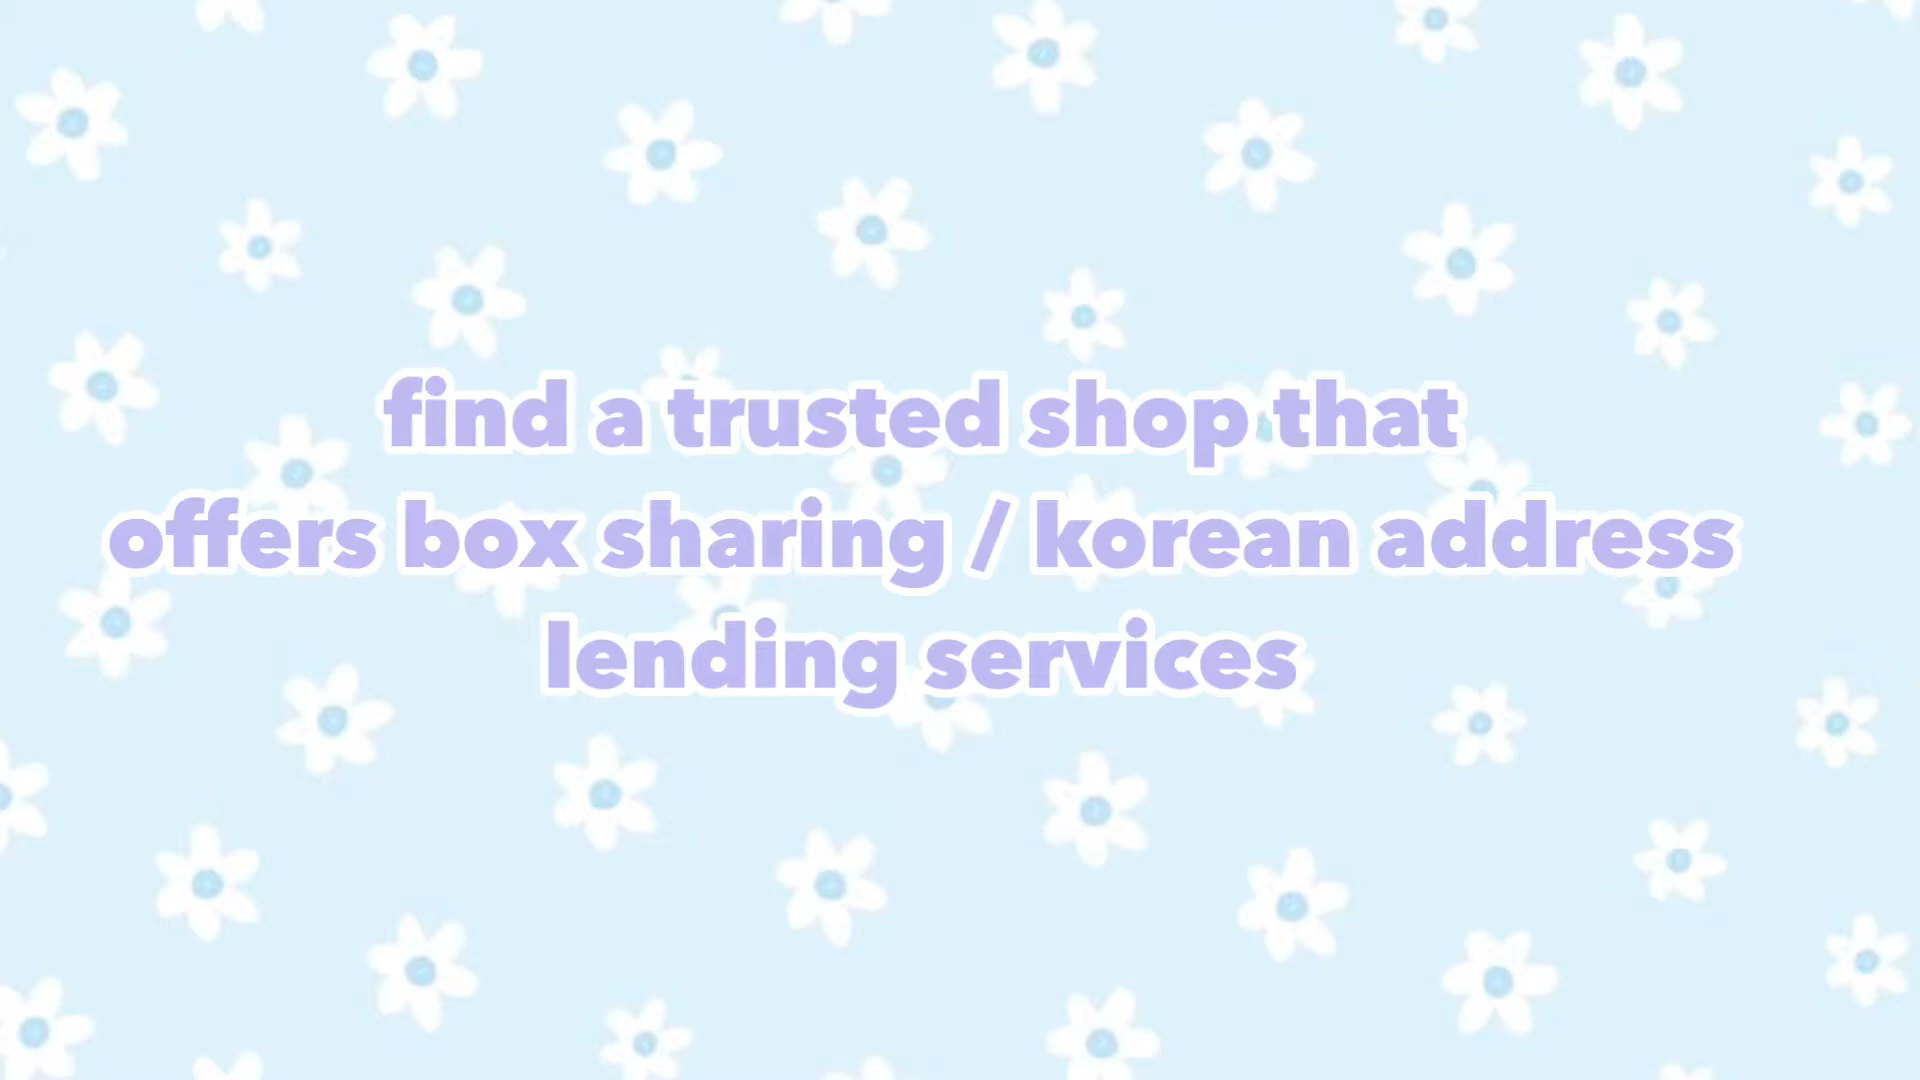 find a trusted shop that
offers box sharing / korean address
lending services